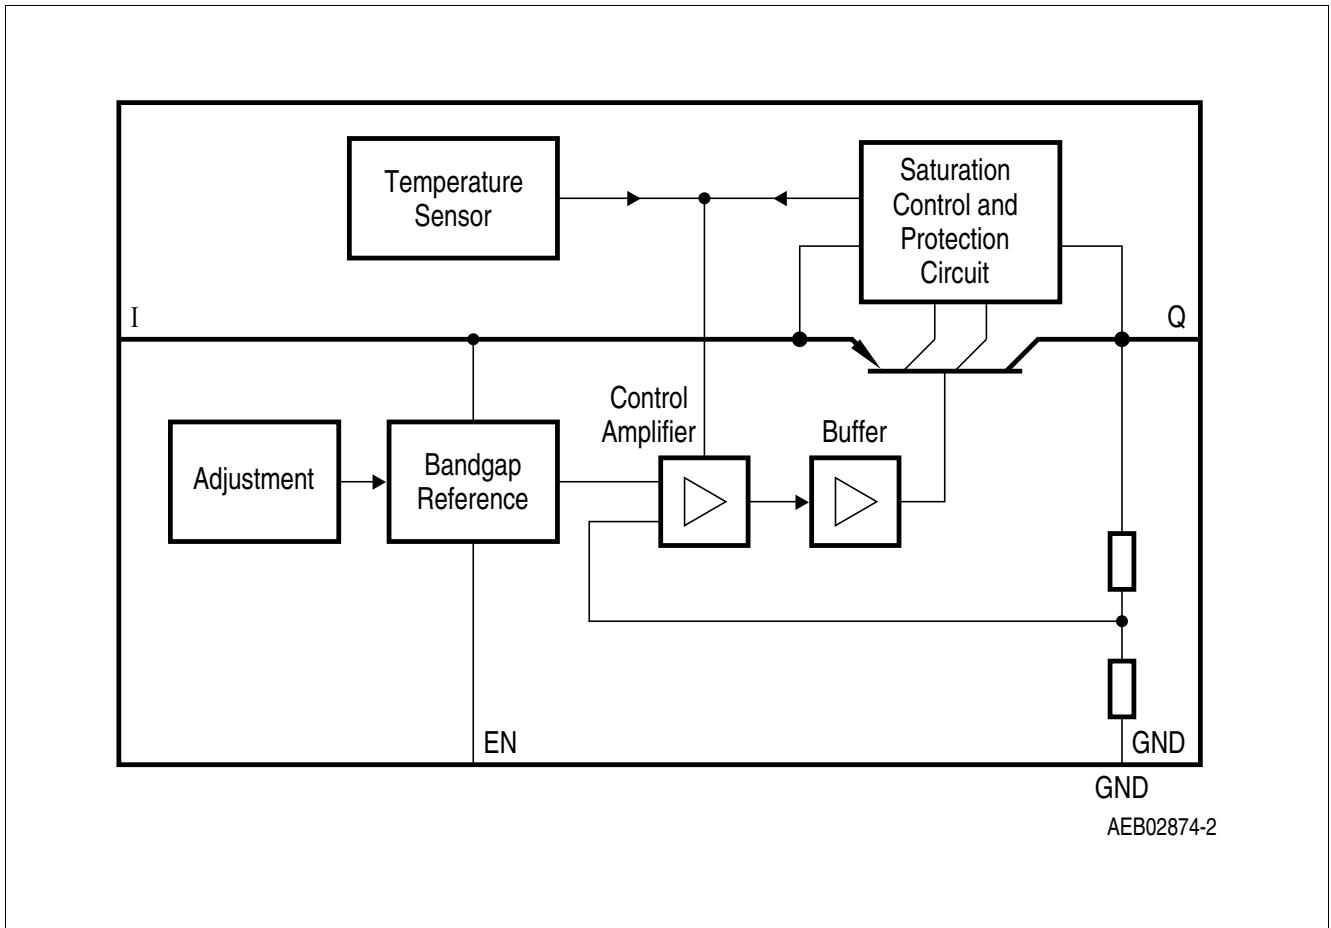 Temperature
Sensor
Saturation
Control and
Protection
Circuit
I
Q
Control
Amplifier
Buffer
Adjustment
Bandgap
Reference
EN
GND
GND
AEB02874-2